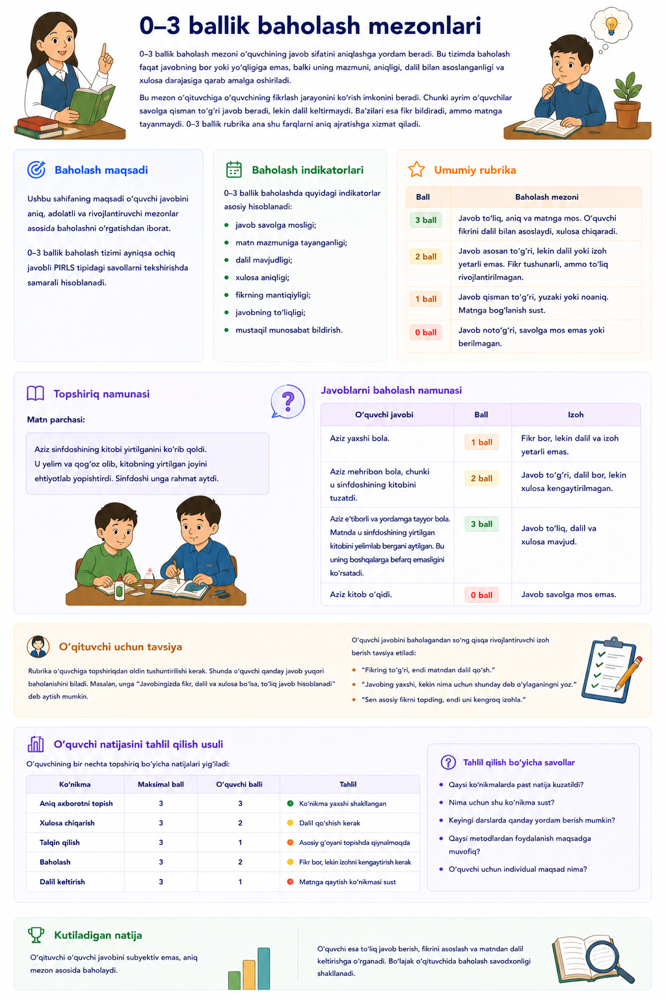 0–3 ballik baholash mezonlari
0–3 ballik baholash mezoni o‘quvchining javob sifatini aniqlashga yordam beradi. Bu tizimda baholash
faqat javobning bor yoki yo‘qligiga emas, balki uning mazmuni, aniqligi, dalil bilan asoslanganligi va
xulosa darajasiga qarab amalga oshiriladi.
Bu mezon o‘qituvchiga o‘quvchining fikrlash jarayonini ko‘rish imkonini beradi. Chunki ayrim o‘quvchilar
savolga qisman to‘g‘ri javob beradi, lekin dalil keltirmaydi. Ba’zilari esa fikr bildiradi, ammo matnga
tayanmaydi. 0–3 ballik rubrika ana shu farqlarni aniq ajratishga xizmat qiladi.
Baholash maqsadi
Ushbu sahifaning maqsadi o‘quvchi javobini
aniq, adolatli va rivojlantiruvchi mezonlar
asosida baholashni o‘rgatishdan iborat.
0–3 ballik baholash tizimi ayniqsa ochiq
javobli PIRLS tipidagi savollarni tekshirishda
samarali hisoblanadi.
Baholash indikatorlari
0–3 ballik baholashda quyidagi indikatorlar
asosiy hisoblanadi:
• javob savolga mosligi;
• matn mazmuniga tayanganligi;
• dalil mavjudligi;
• xulosa aniqligi;
• fikrning mantiqiyligi;
• javobning to‘liqligi;
• mustaqil munosabat bildirish.
Umumiy rubrika
Ball Baholash mezoni
3 ball Javob to‘liq, aniq va matnga mos. O‘quvchi
fikrini dalil bilan asoslaydi, xulosa chiqaradi.
2 ball Javob asosan to‘g‘ri, lekin dalil yoki izoh
yetarli emas. Fikr tushunarli, ammo to‘liq
rivojlantirilmagan.
1 ball Javob qisman to‘g‘ri, yuzaki yoki noaniq.
Matnga bog‘lanish sust.
0 ball Javob noto‘g‘ri, savolga mos emas yoki
berilmagan.
Topshiriq namunasi
?
Matn parchasi:
Aziz sinfdoshining kitobi yirtilganini ko‘rib qoldi.
U yelim va qog‘oz olib, kitobning yirtilgan joyini
ehtiyotlab yopishtirdi. Sinfdoshi unga rahmat aytdi.
Javoblarni baholash namunasi
O‘quvchi javobi Ball Izoh
Aziz yaxshi bola. 1 ball Fikr bor, lekin dalil va izoh
yetarli emas.
Aziz mehribon bola, chunki
u sinfdoshining kitobini
tuzatdi.
2 ball
Javob to‘g‘ri, dalil bor, lekin
xulosa kengaytirilmagan.
Aziz e’tiborli va yordamga tayyor bola.
Matnda u sinfdoshining yirtilgan
kitobini yelimlab bergani aytilgan. Bu
uning boshqalarga befarq emasligini
ko‘rsatadi.
3 ball
Javob to‘liq, dalil va
xulosa mavjud.
Aziz kitob o‘qidi. 0 ball Javob savolga mos emas.
O‘qituvchi uchun tavsiya
Rubrika o‘quvchiga topshiriqdan oldin tushuntirilishi kerak. Shunda o‘quvchi qanday javob yuqori
baholanishini biladi. Masalan, unga “Javobingizda fikr, dalil va xulosa bo‘lsa, to‘liq javob hisoblanadi”
deb aytish mumkin.
O‘quvchi javobini baholagandan so‘ng qisqa rivojlantiruvchi izoh
berish tavsiya etiladi:
• “Fikring to‘g‘ri, endi matndan dalil qo‘sh.”
• “Javobing yaxshi, kekin nima uchun shunday deb o‘ylaganingni yoz.”
• “Sen asosiy fikrni topding, endi uni kengroq izohla.”
O‘quvchi natijasini tahlil qilish usuli
O‘quvchining bir nechta topshiriq bo‘yicha natijalari yig‘iladi:
Ko‘nikma Maksimal ball O‘quvchi balli Tahlil
Aniq axborotni topish 3 3 Ko‘nikma yaxshi shakllangan
Xulosa chiqarish 3 2 Dalil qo‘shish kerak
Talqin qilish 3 1 Asosiy g‘oyani topishda qiynalmoqda
Baholash 3 2 Fikr bor, lekin izohni kengaytirish kerak
Dalil keltirish 3 1 Matnga qaytish ko‘nikmasi sust
? Tahlil qilish bo‘yicha savollar
• Qaysi ko‘nikmalarda past natija kuzatildi?
• Nima uchun shu ko‘nikma sust?
• Keyingi darslarda qanday yordam berish mumkin?
• Qaysi metodlardan foydalanish maqsadga
muvofiq?
• O‘quvchi uchun individual maqsad nima?
Kutiladigan natija
O‘qituvchi o‘quvchi javobini subyektiv emas, aniq
mezon asosida baholaydi.
O‘quvchi esa to‘liq javob berish, fikrini asoslash va matndan dalil
keltirishga o‘rganadi. Bo‘lajak o‘qituvchida baholash savodxonligi
shakllanadi.